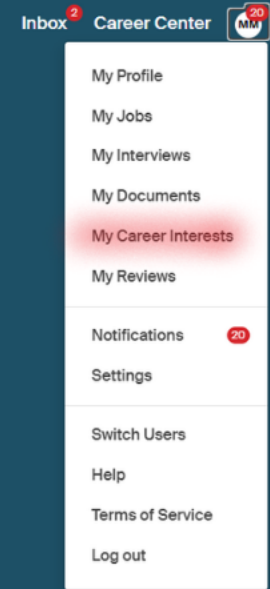 Inbox 2 Career Center MM 20
My Profile
My Jobs
My Interviews
My Documents
My Career Interests
My Reviews
Notifications 20
Settings
Switch Users
Help
Terms of Service
Log out